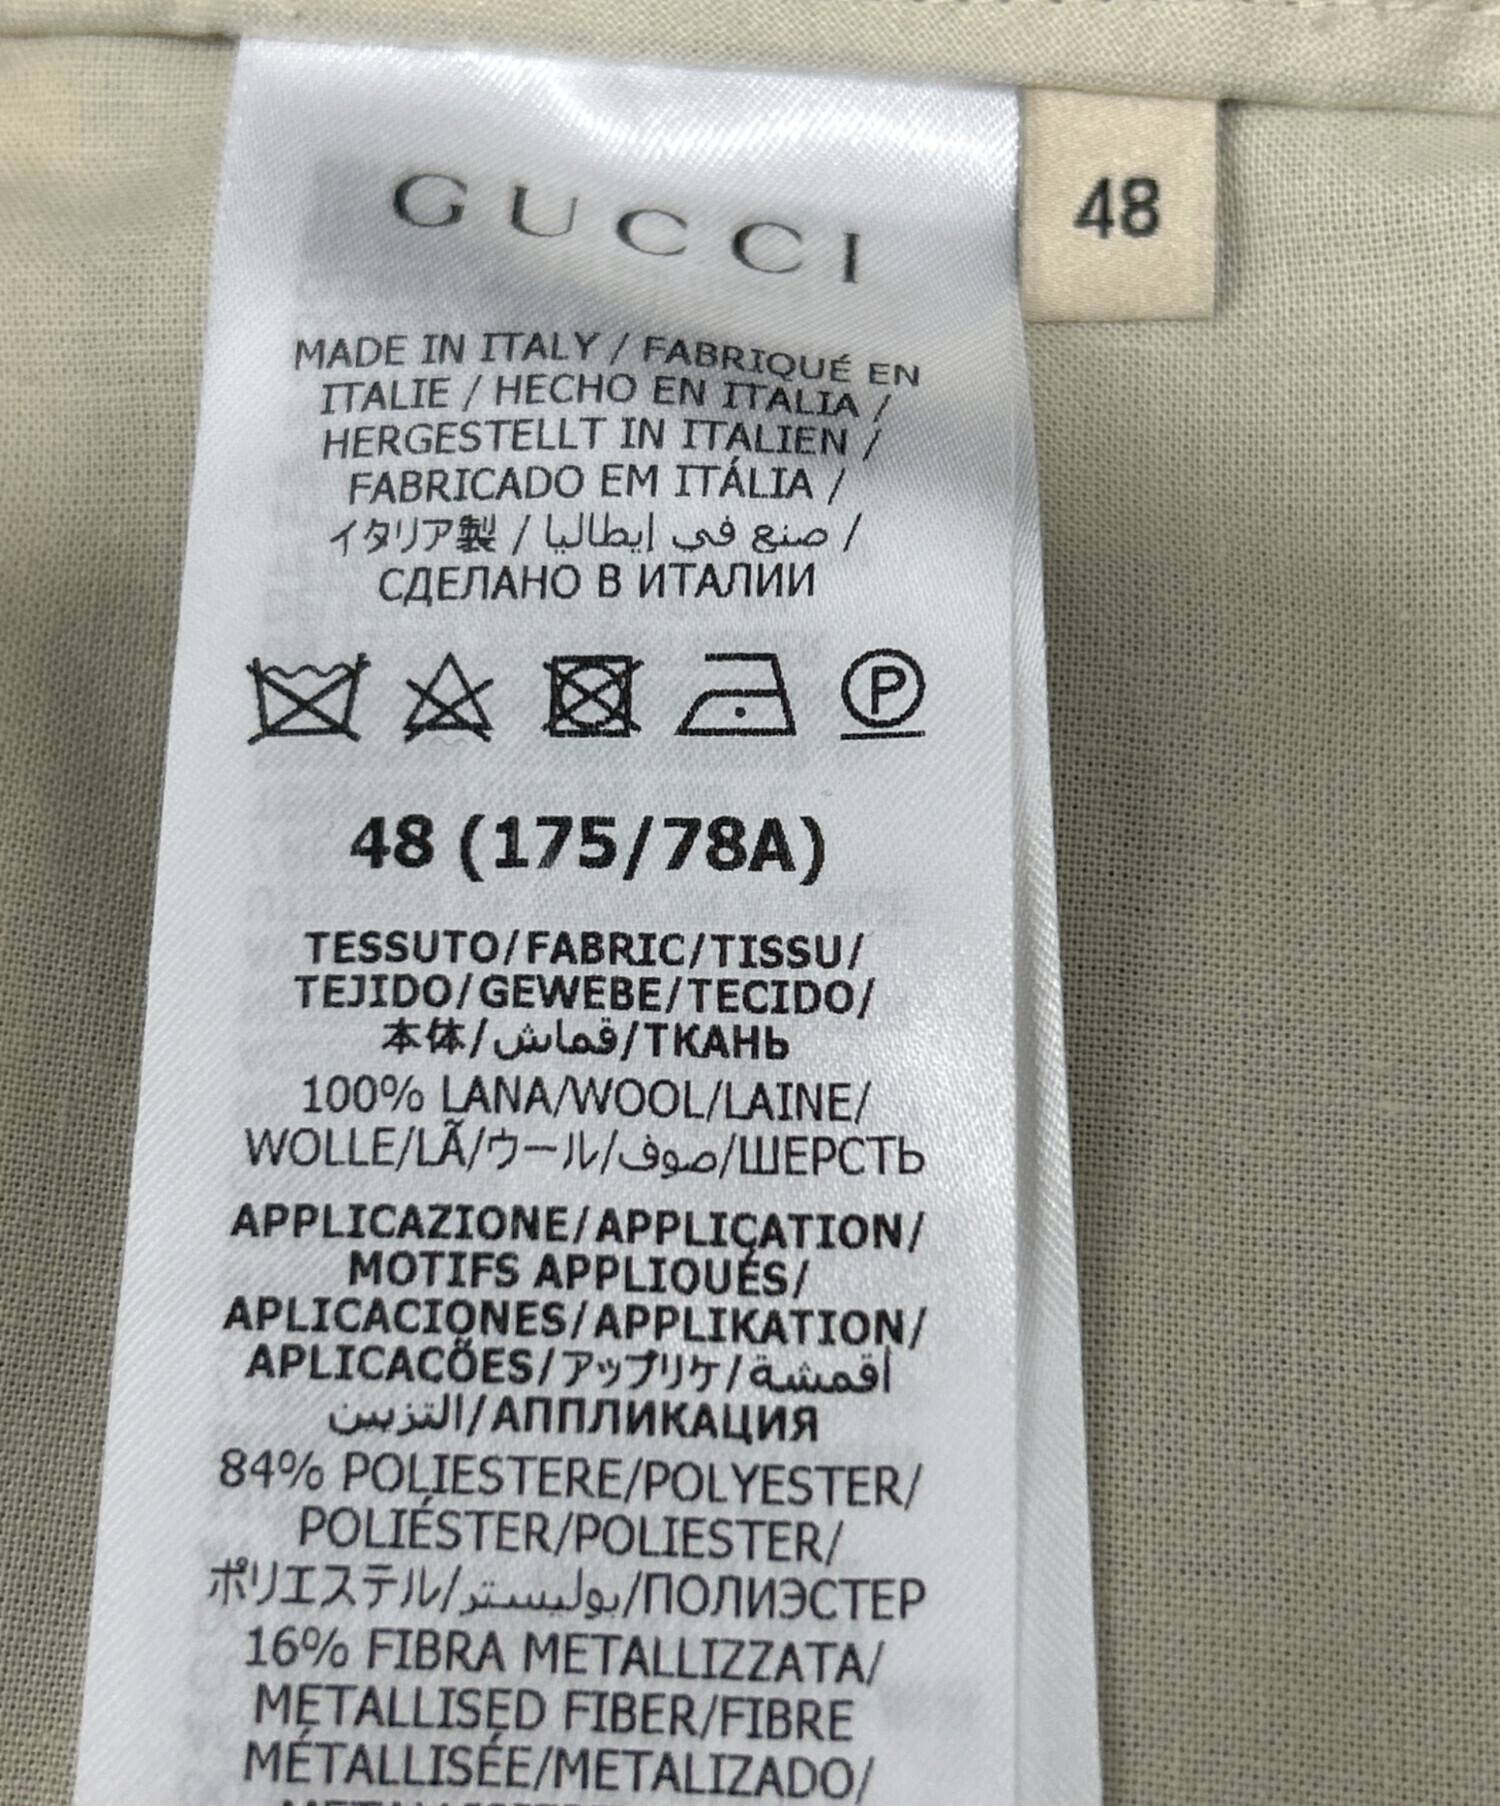 GUCCI
48
MADE IN ITALY / FABRIQUÉ EN
ITALIE / HECHO EN ITALIA /
HERGESTELLT IN ITALIEN /
FABRICADO EM ITÁLIA /
イタリア製 / صنع في إيطاليا /
СДЕЛАНО В ИТАЛИИ
P
48 (175/78A)
TESSUTO/FABRIC/TISSU/
TEJIDO/GEWEBE/TECIDO/
本体/قماش/ТКАНЬ
100% LANA/WOOL/LAINE/
WOLLE/LÃ/ウール/صوف/ШЕРСТЬ
APPLICAZIONE/APPLICATION/
MOTIFS APPLIQUÉS/
APLICACIONES/APPLIKATION/
APLICACÕES/アップリケ/أقمشة
التزيين/АППЛИКАЦИЯ
84% POLIESTERE/POLYESTER/
POLIÉSTER/POLIESTER/
ポリエステル/بوليستر/ПОЛИЭСТЕР
16% FIBRA METALLIZZATA/
METALLISED FIBER/FIBRE
MÉTALLISÉE/METALIZADO/